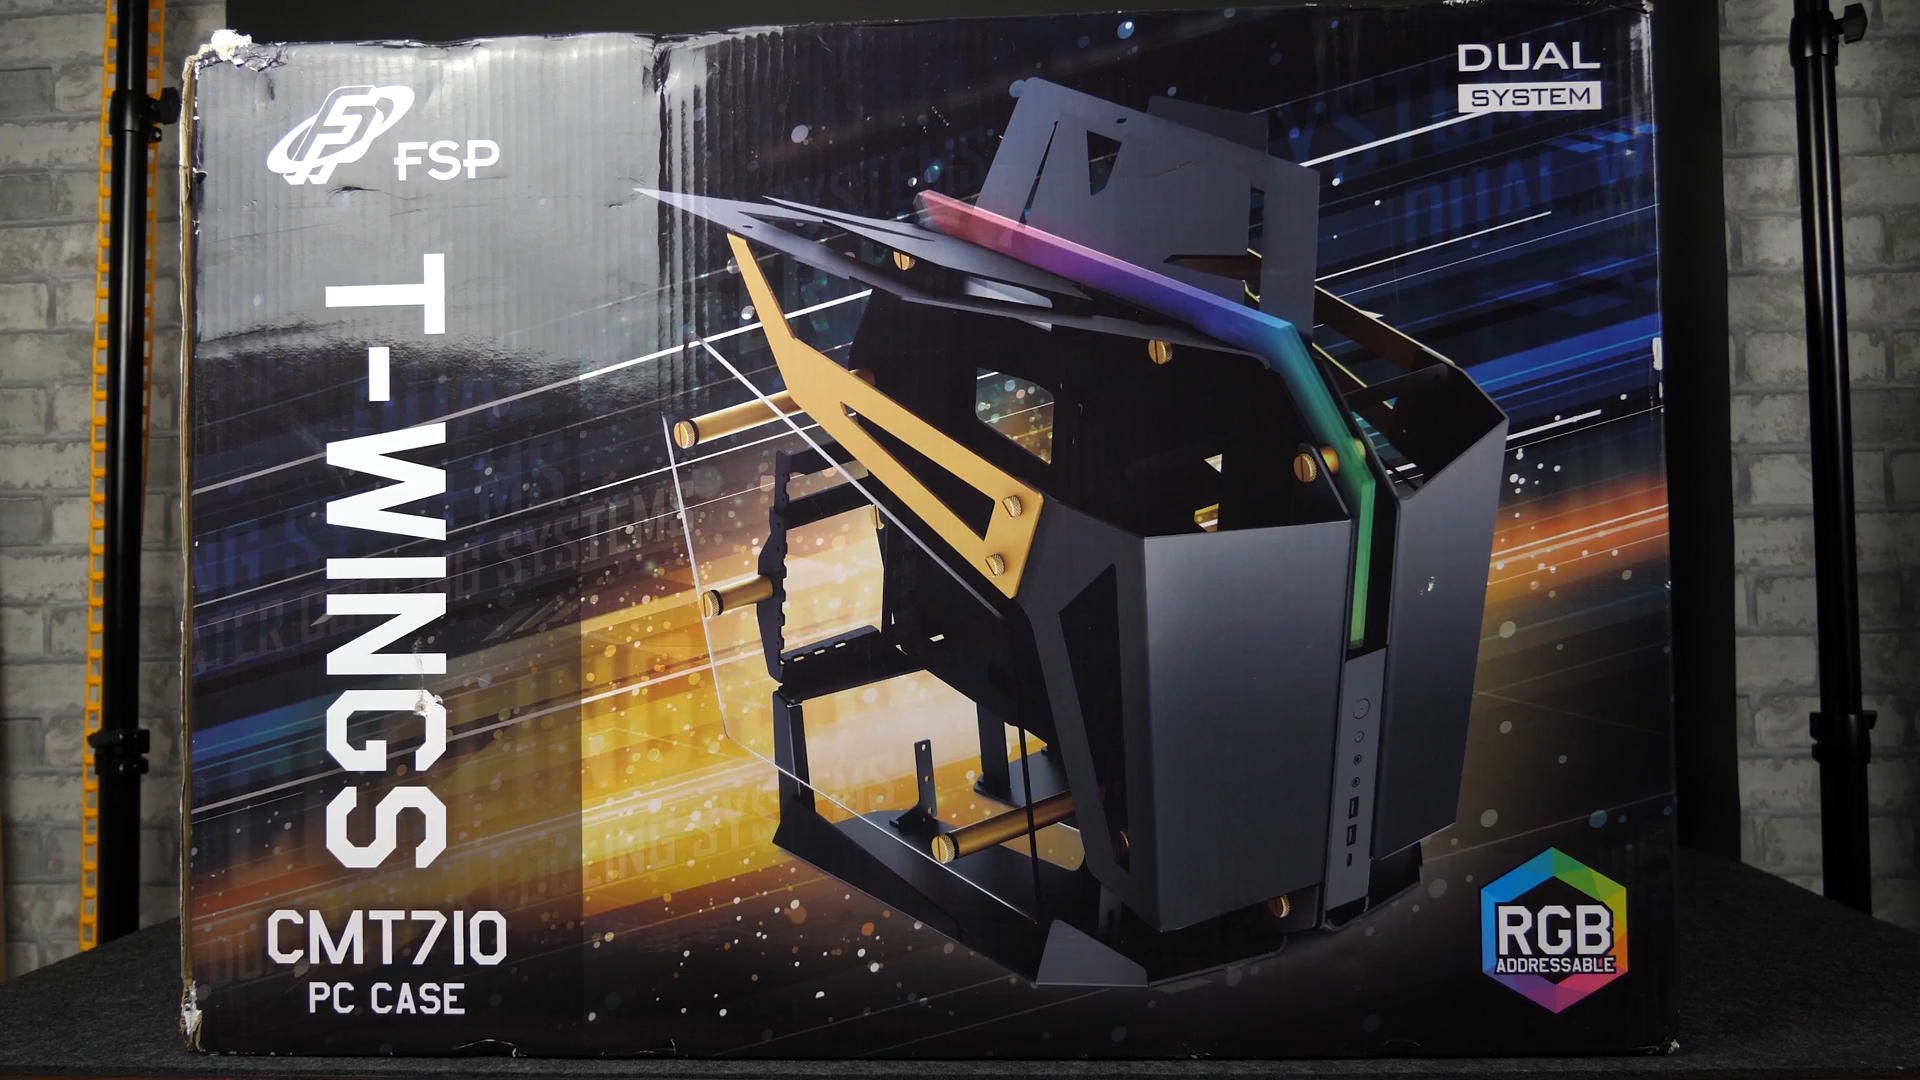 FSP
T-WINGS
CMT710
PC CASE
DUAL
SYSTEM
RGB
ADDRESSABLE